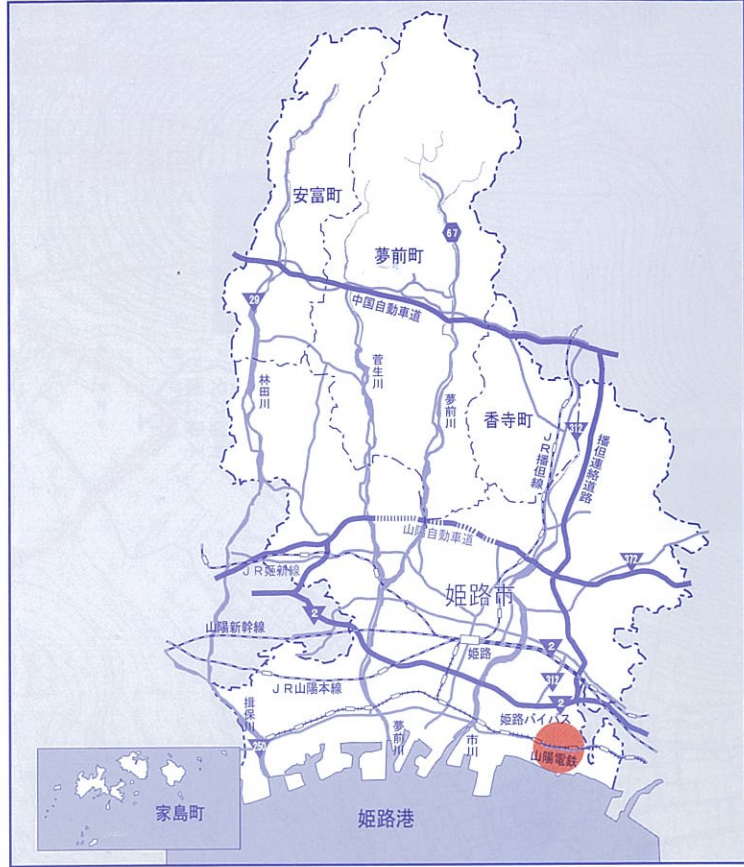 安富町
夢前町
67
29
中国自動車道
林田川
菅生川
夢前川
香寺町
312
JR播但線
播但連絡道路
山陽自動車道
372
JR姫新線
姫路市
2
山陽新幹線
姫路
2
JR山陽本線
312
2
揖保川
姫路バイパス
250
夢前川
市川
山陽電鉄
家島町
姫路港